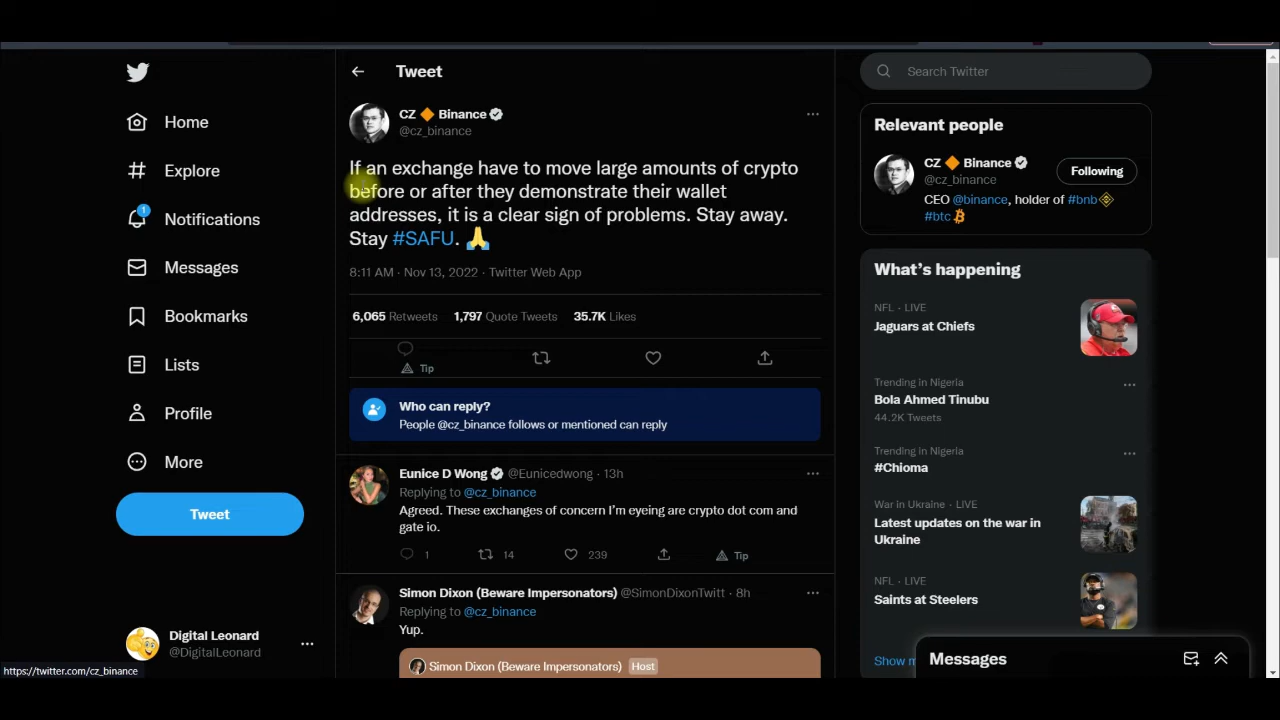 Tweet
Search Twitter
Home
CZ 🔶 Binance
@cz_binance
Relevant people
Explore
If an exchange have to move large amounts of crypto
before or after they demonstrate their wallet
addresses, it is a clear sign of problems. Stay away.
Stay #SAFU. 🙏
CZ 🔶 Binance
@cz_binance
Following
CEO @binance, holder of #bnb
#btc
1
Notifications
Messages
8:11 AM · Nov 13, 2022 · Twitter Web App
What's happening
Bookmarks
6,065 Retweets 1,797 Quote Tweets 35.7K Likes
NFL · LIVE
Jaguars at Chiefs
Lists
Tip
Trending in Nigeria
Bola Ahmed Tinubu
44.2K Tweets
Profile
Who can reply?
People @cz_binance follows or mentioned can reply
More
Trending in Nigeria
#Chioma
Eunice D Wong @Eunicedwong · 13h
Replying to @cz_binance
Agreed. These exchanges of concern I'm eyeing are crypto dot com and
gate io.
1 14 239 Tip
Tweet
War in Ukraine · LIVE
Latest updates on the war in
Ukraine
NFL · LIVE
Saints at Steelers
Simon Dixon (Beware Impersonators) @SimonDixonTwitt · 8h
Replying to @cz_binance
Yup.
Simon Dixon (Beware Impersonators) Host
Digital Leonard
@DigitalLeonard
Show m
Messages
https://twitter.com/cz_binance